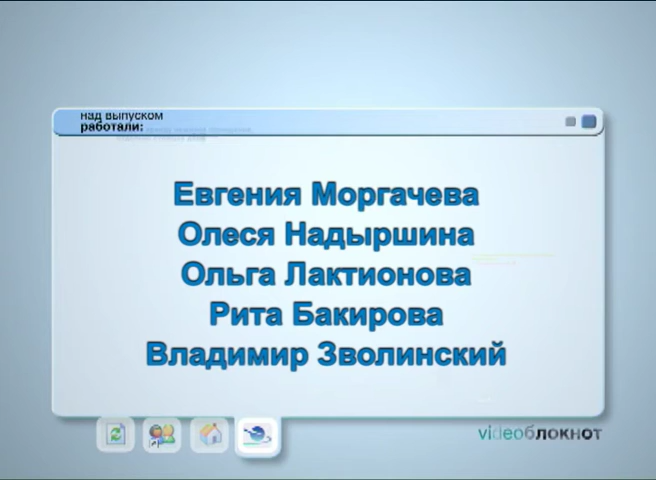 над выпуском
работали:
Евгения Моргачева
Олеся Надыршина
Ольга Лактионова
Рита Бакирова
Владимир Зволинский
videoблокнот